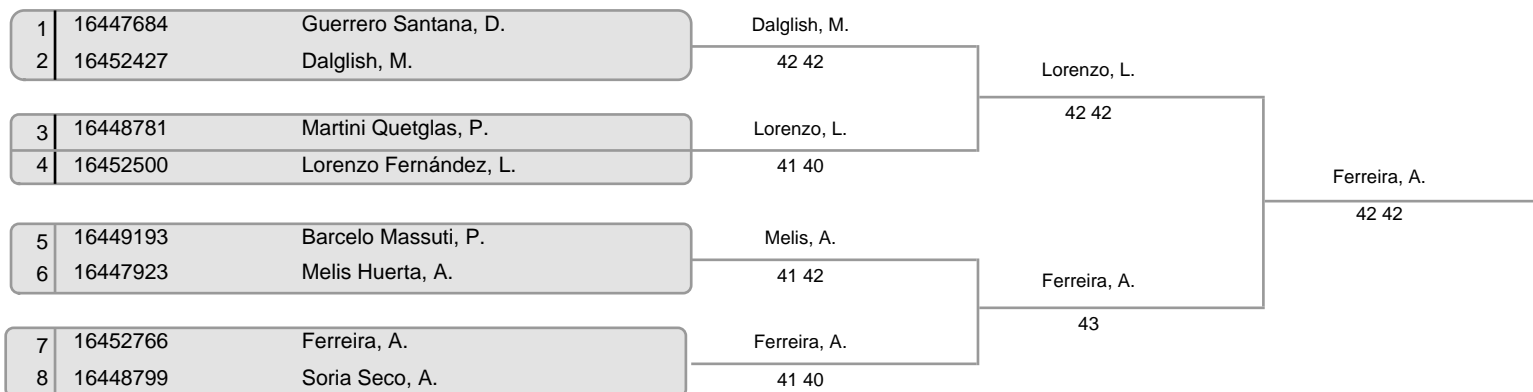 1 16447684 Guerrero Santana, D.
2 16452427 Dalglish, M.
3 16448781 Martini Quetglas, P.
4 16452500 Lorenzo Fernández, L.
5 16449193 Barcelo Massuti, P.
6 16447923 Melis Huerta, A.
7 16452766 Ferreira, A.
8 16448799 Soria Seco, A.
Dalglish, M.
42 42
Lorenzo, L.
41 40
Melis, A.
41 42
Ferreira, A.
41 40
Lorenzo, L.
42 42
Ferreira, A.
43
Ferreira, A.
42 42